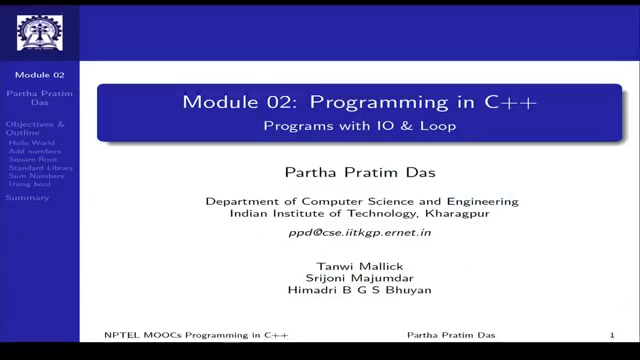 Module 02
Partha Pratim
Das
Objectives &
Outline
Hello World
Add numbers
Square Root
Standard Library
Sum Numbers
Using bool
Summary
Module 02: Programming in C++
Programs with IO & Loop
Partha Pratim Das
Department of Computer Science and Engineering
Indian Institute of Technology, Kharagpur
ppd@cse.iitkgp.ernet.in
Tanwi Mallick
Srijoni Majumdar
Himadri B G S Bhuyan
NPTEL MOOCs Programming in C++
Partha Pratim Das
1